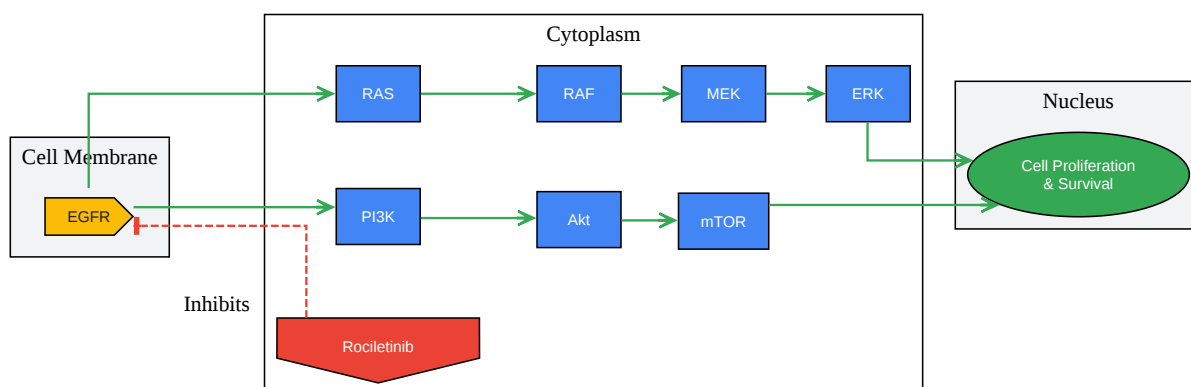 Cytoplasm
RAS
RAF
MEK
ERK
Nucleus
Cell Membrane
Cell Proliferation
& Survival
EGFR
PI3K
Akt
mTOR
Inhibits
Rociletinib